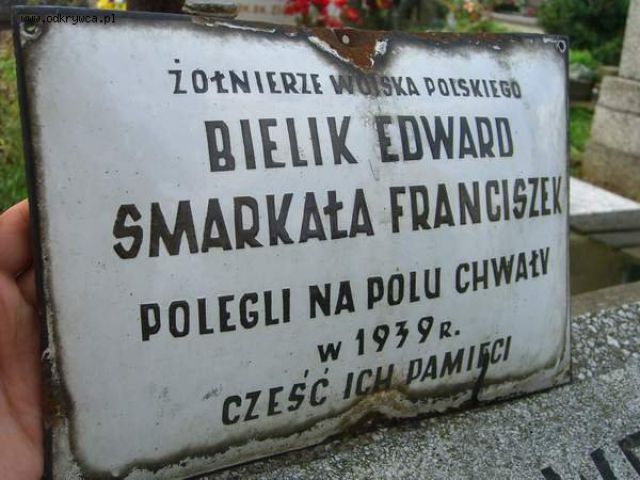 www.odkrywca.pl
ŻOŁNIERZE WOJSKA POLSKIEGO
BIELIK EDWARD
SMARKAŁA FRANCISZEK
POLEGLI NA POLU CHWAŁY
W 1939 R.
CZEŚĆ ICH PAMIĘCI